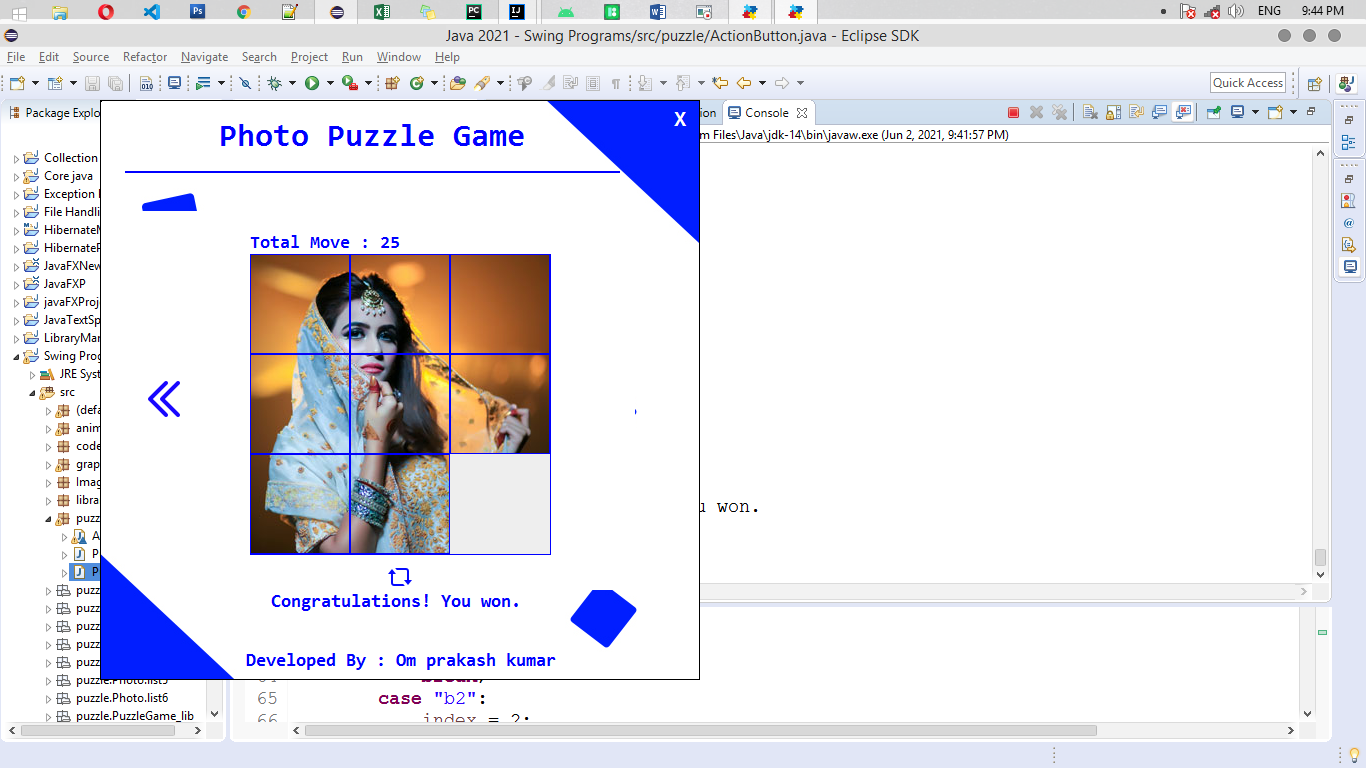 ENG 9:44 PM
Java 2021 - Swing Programs/src/puzzle/ActionButton.java - Eclipse SDK
File Edit Source Refactor Navigate Search Project Run Window Help
Quick Access
Package Explo
Console
m Files\Java\jdk-14\bin\javaw.exe (Jun 2, 2021, 9:41:57 PM)
X
Photo Puzzle Game
Collection
Core java
Exception
File Handli
HibernateP
JavaFXNew
JavaFXP
javaFXProj
JavaTextSp
LibraryMar
Swing Prog
JRE Syst
src
(defa
anim
code
grap
Imag
libra
puzz
A
P
P
puzz
puzz
puzz
puzz
puzz
puzzle.Photo.list5
puzzle.Photo.list6
puzzle.PuzzleGame_lib
Total Move : 25
u won.
Congratulations! You won.
Developed By : Om prakash kumar
break;
65 case "b2":
66 index = 2;